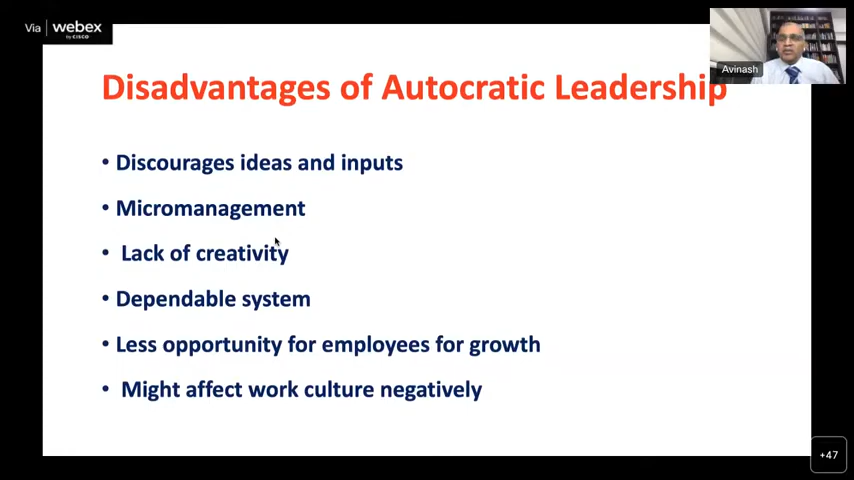 Via webex
by CISCO
Avinash
Disadvantages of Autocratic Leadership
• Discourages ideas and inputs
• Micromanagement
• Lack of creativity
• Dependable system
• Less opportunity for employees for growth
• Might affect work culture negatively
+47